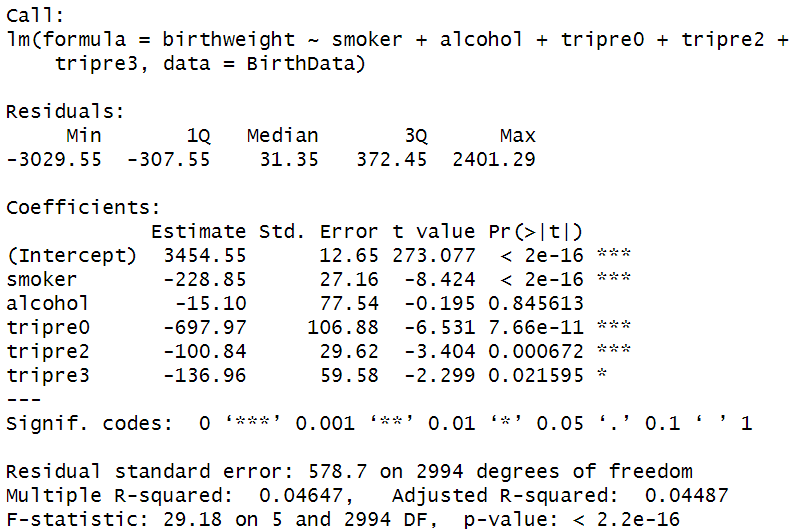 Call:
lm(formula = birthweight ~ smoker + alcohol + tripre0 + tripre2 +
    tripre3, data = BirthData)

Residuals:
     Min       1Q   Median       3Q      Max
-3029.55  -307.55    31.35   372.45  2401.29

Coefficients:
            Estimate Std. Error t value Pr(>|t|)
(Intercept)  3454.55      12.65 273.077  < 2e-16 ***
smoker       -228.85      27.16  -8.424  < 2e-16 ***
alcohol       -15.10      77.54  -0.195 0.845613
tripre0      -697.97     106.88  -6.531 7.66e-11 ***
tripre2      -100.84      29.62  -3.404 0.000672 ***
tripre3      -136.96      59.58  -2.299 0.021595 *
---
Signif. codes:  0 ‘***’ 0.001 ‘**’ 0.01 ‘*’ 0.05 ‘.’ 0.1 ‘ ’ 1

Residual standard error: 578.7 on 2994 degrees of freedom
Multiple R-squared:  0.04647,   Adjusted R-squared:  0.04487
F-statistic: 29.18 on 5 and 2994 DF,  p-value: < 2.2e-16